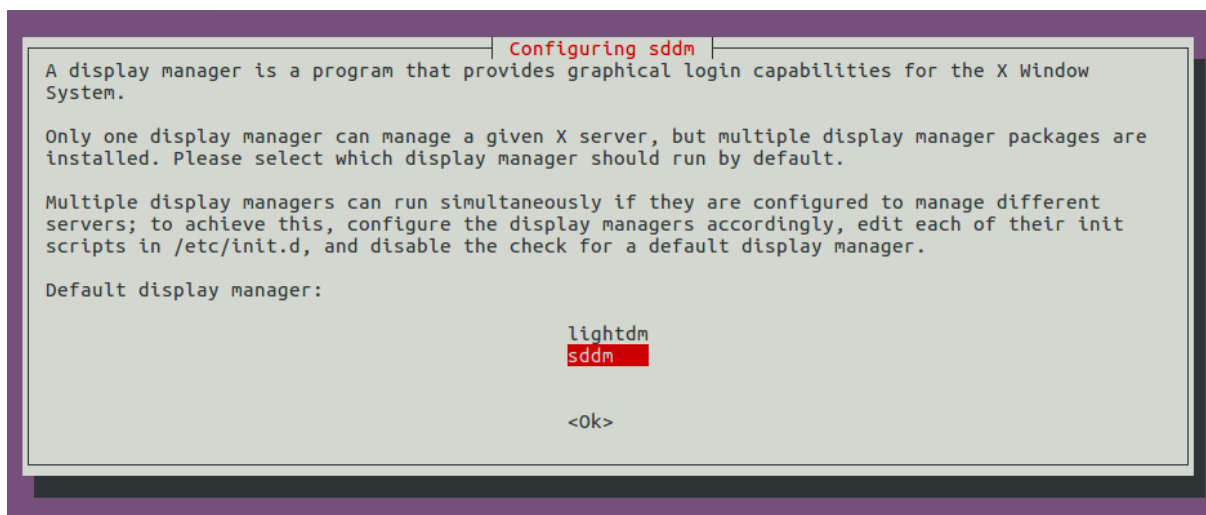 Configuring sddm
A display manager is a program that provides graphical login capabilities for the X Window
System.
Only one display manager can manage a given X server, but multiple display manager packages are
installed. Please select which display manager should run by default.
Multiple display managers can run simultaneously if they are configured to manage different
servers; to achieve this, configure the display managers accordingly, edit each of their init
scripts in /etc/init.d, and disable the check for a default display manager.
Default display manager:
lightdm
sddm
<Ok>